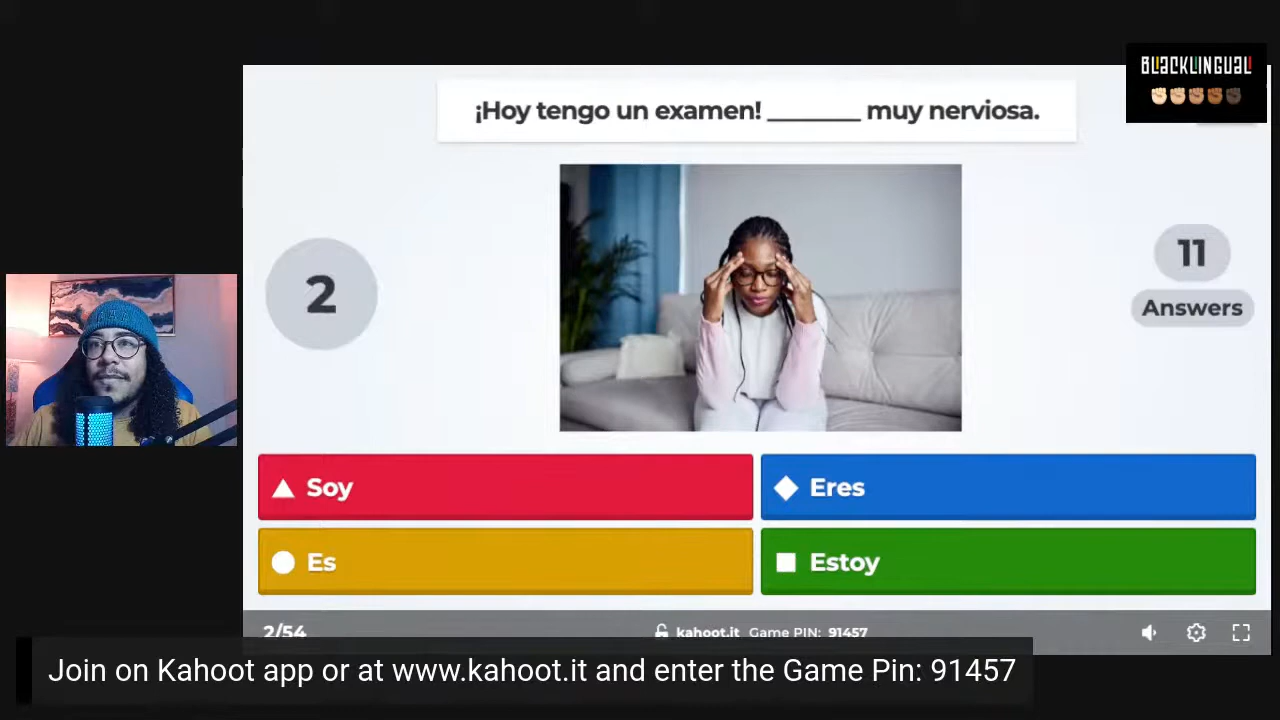 BLACKLINGUAL
¡Hoy tengo un examen! ________ muy nerviosa.
2
11
Answers
Soy
Eres
Es
Estoy
2/54
kahoot.it Game PIN: 91457
Join on Kahoot app or at www.kahoot.it and enter the Game Pin: 91457